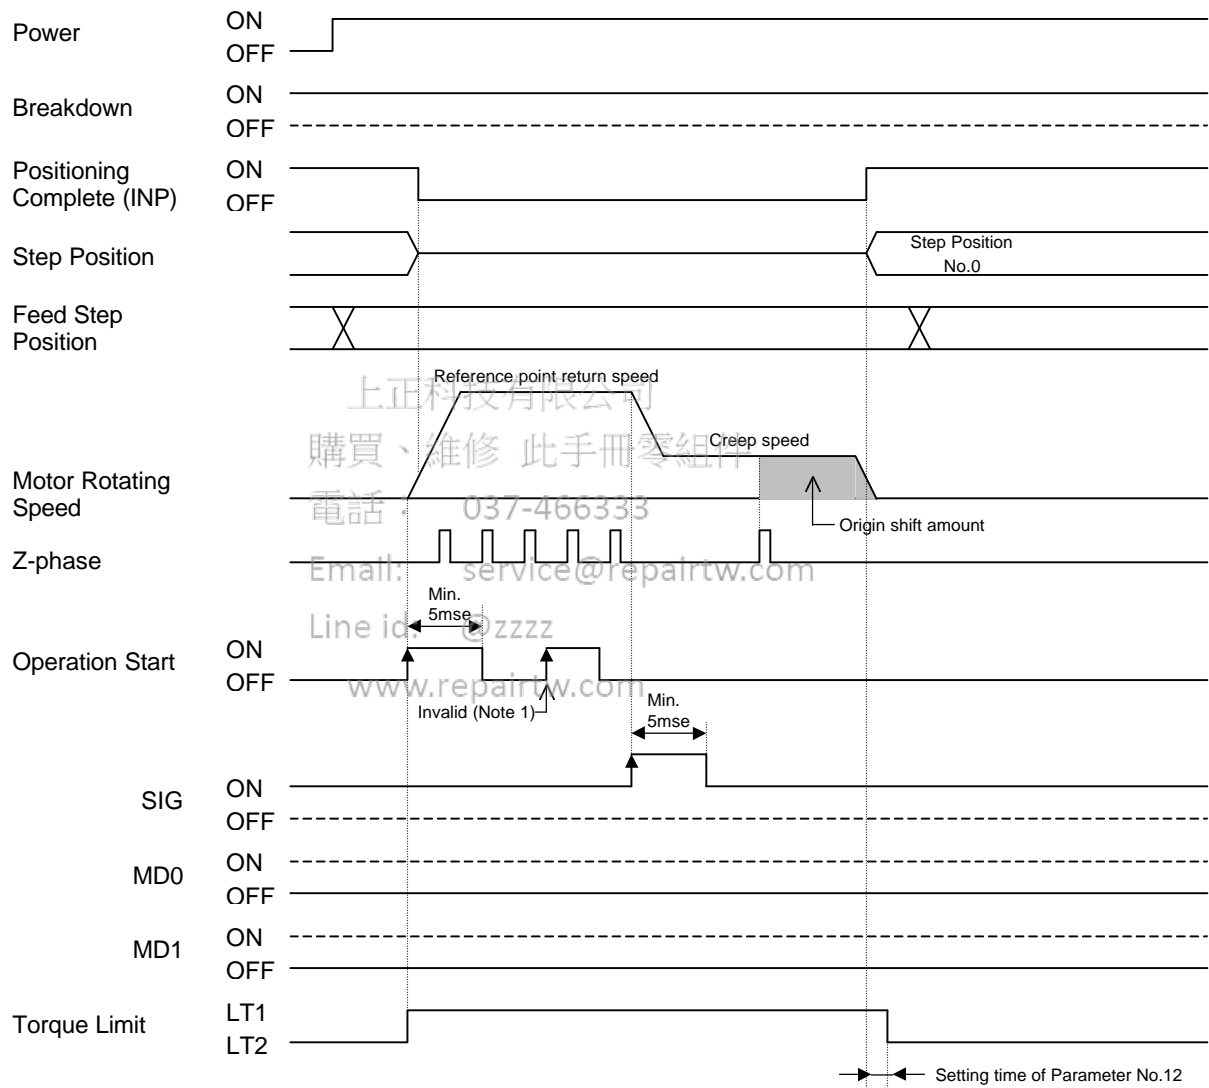 Power
ON
OFF
Breakdown
ON
OFF
Positioning
Complete (INP)
ON
OFF
Step Position
Step Position
No.0
Feed Step
Position
Reference point return speed
上正科技有限公司
Creep speed
購買、維修 此手冊零組件
Motor Rotating
Speed
電話： 037-466333
Origin shift amount
Z-phase
Email: service@repairtw.com
Min.
5mse
Line id: @zzzz
Operation Start
ON
OFF
www.repairtw.com
Invalid (Note 1)
Min.
5mse
SIG
ON
OFF
MD0
ON
OFF
MD1
ON
OFF
Torque Limit
LT1
LT2
Setting time of Parameter No.12